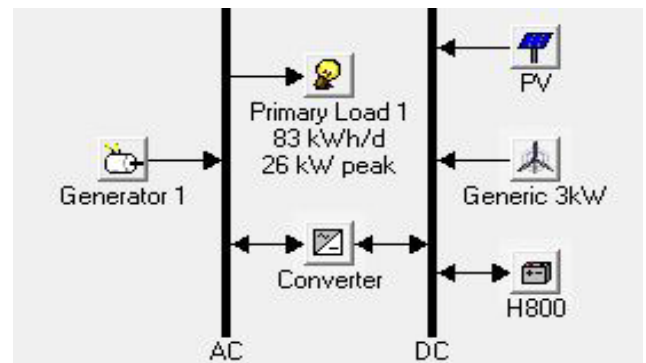 PV
Primary Load 1
83 kWh/d
26 kW peak
Generator 1
Generic 3kW
Converter
H800
AC
DC